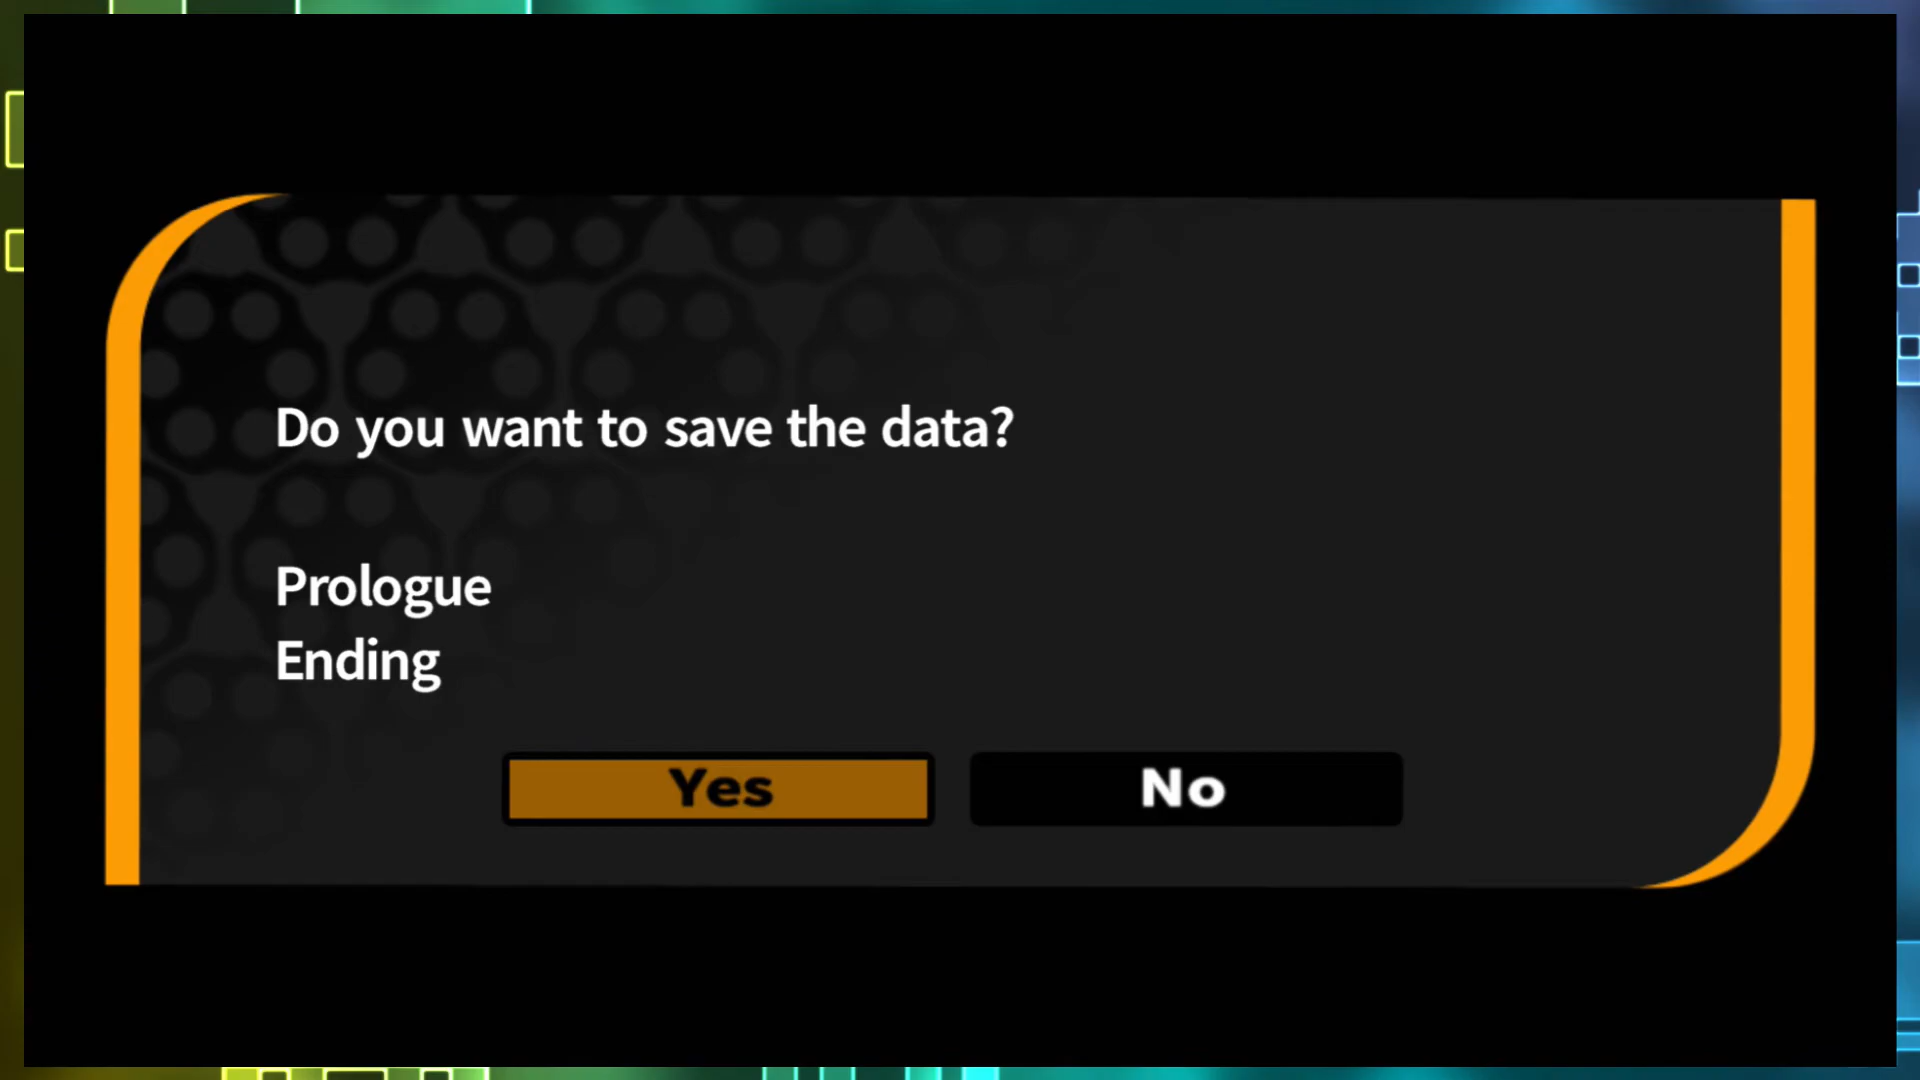 Do you want to save the data?
Prologue
Ending
Yes
No